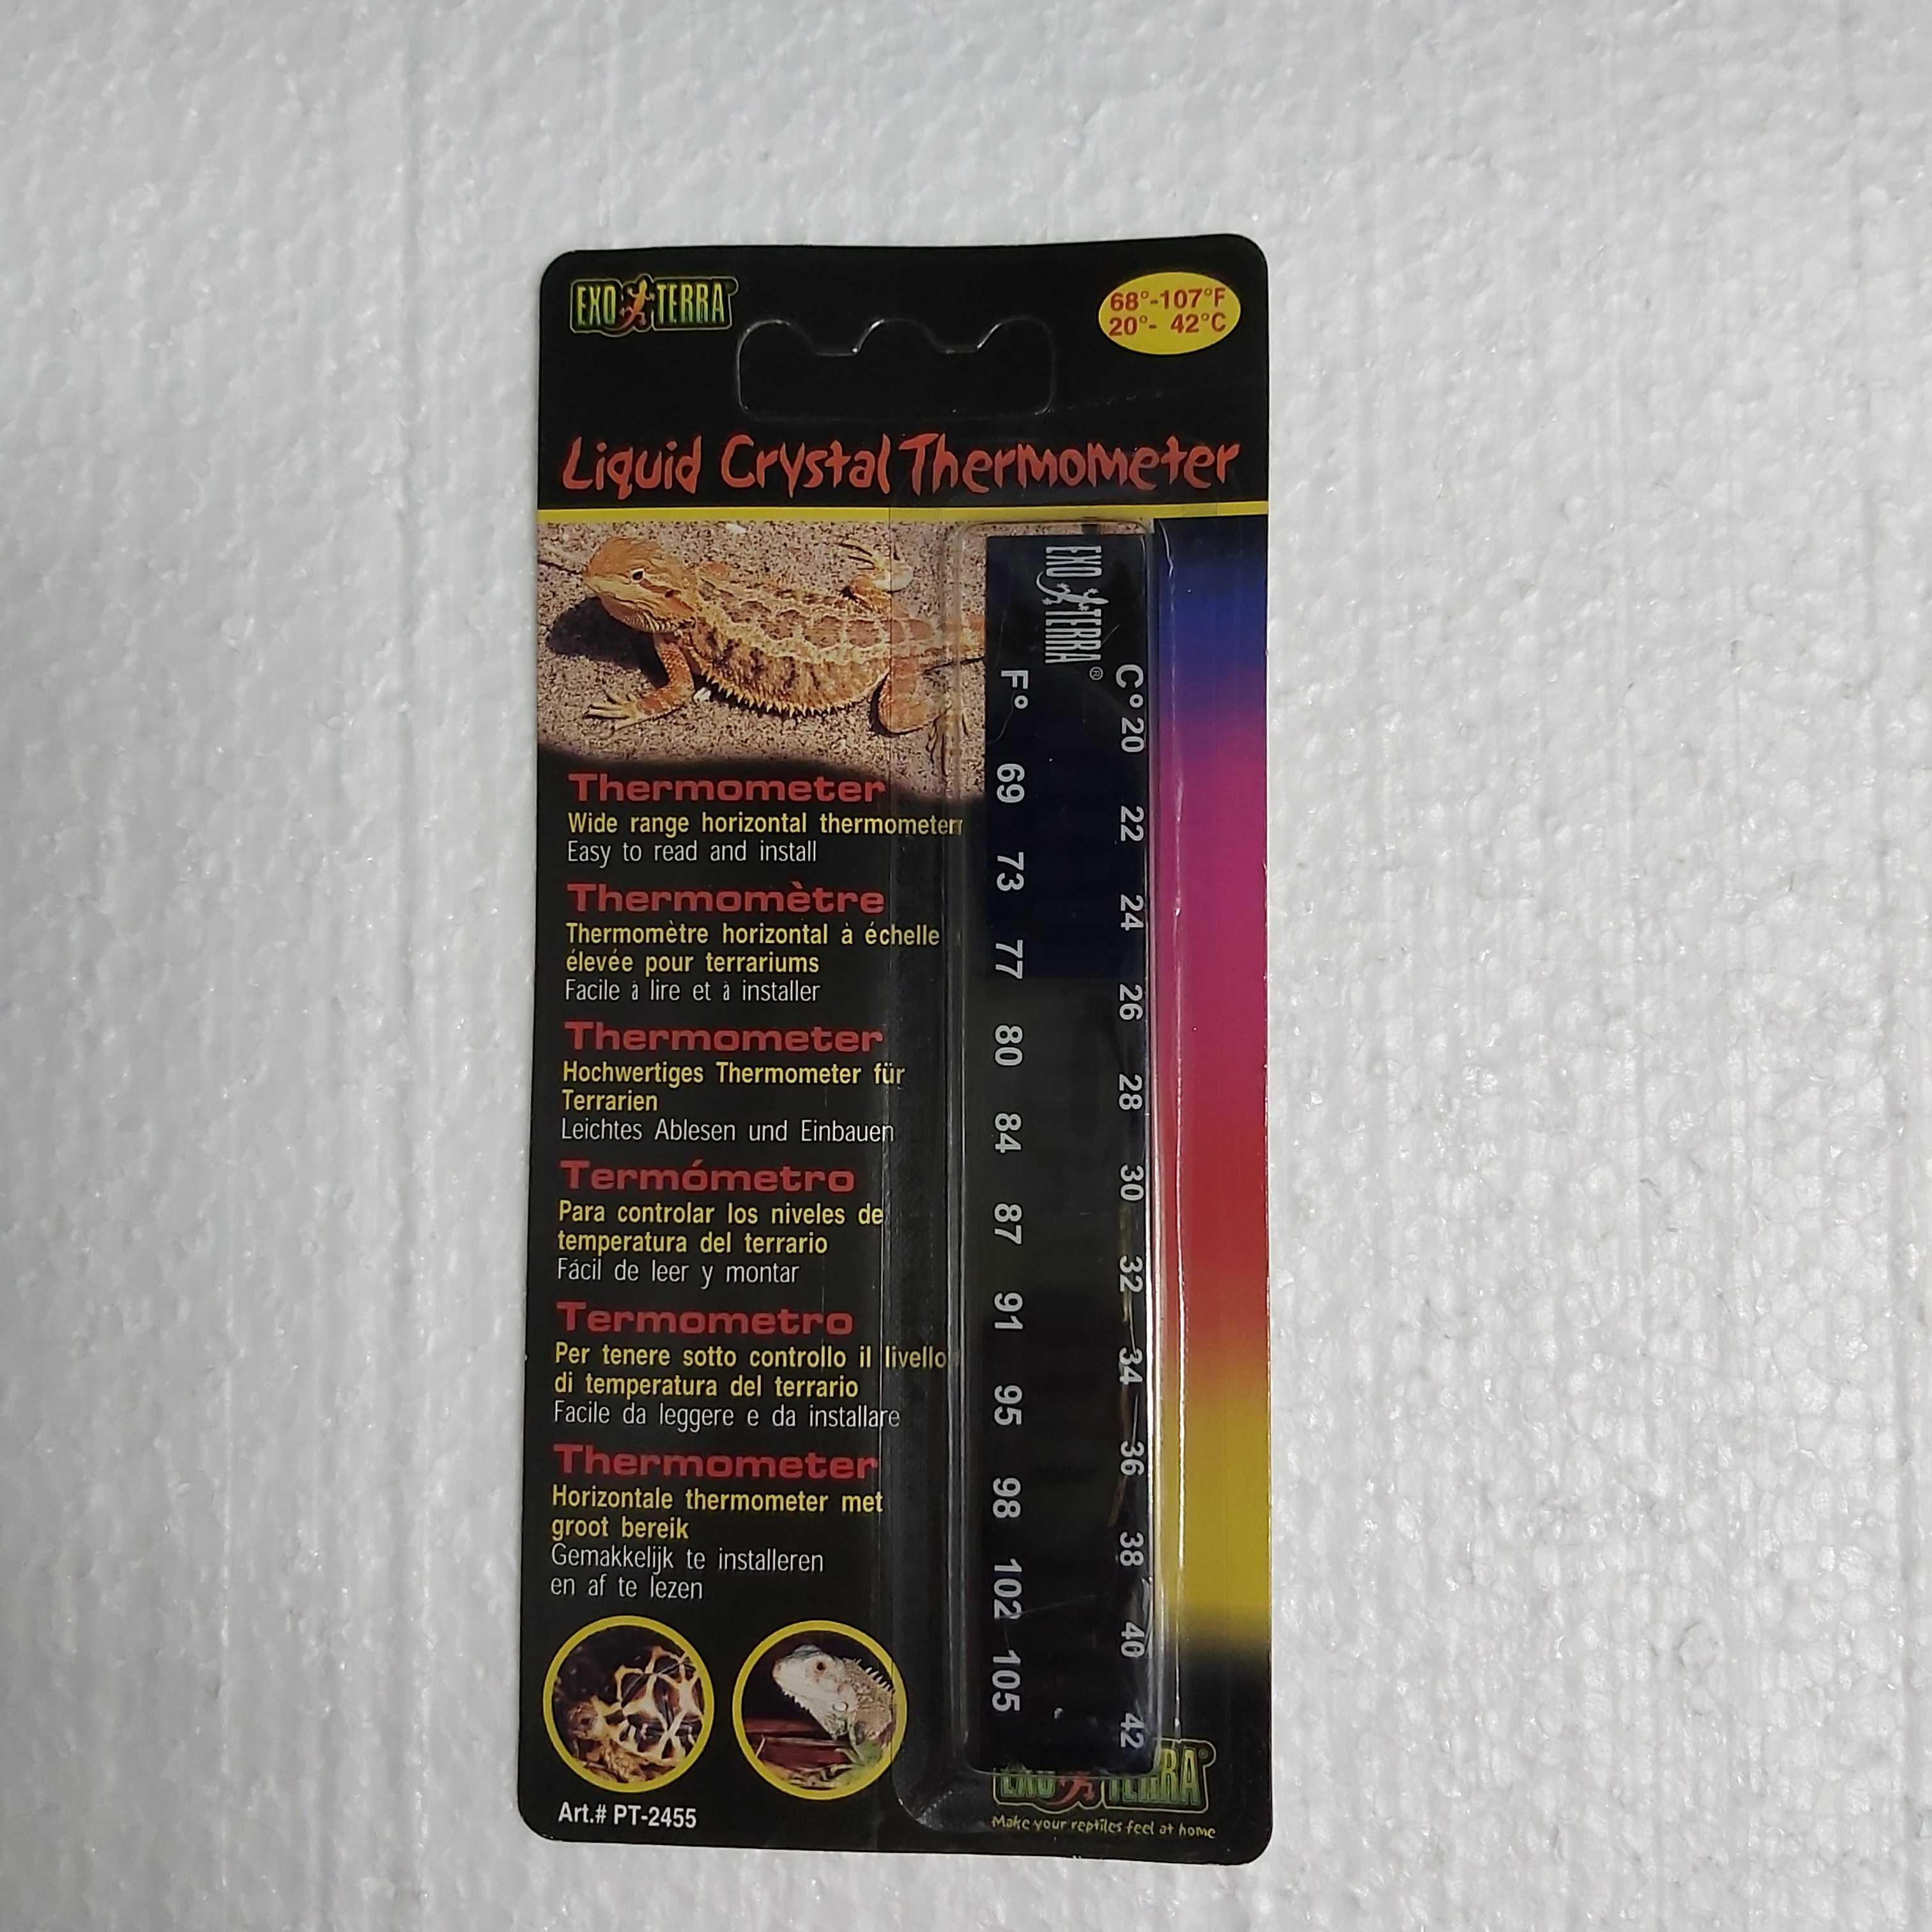 EXO TERRA
68°-107°F
20°- 42°C
Liquid Crystal Thermometer
Thermometer
Wide range horizontal thermometer
Easy to read and install
Thermomètre
Thermomètre horizontal à échelle
élevée pour terrariums
Facile à lire et à installer
Thermometer
Hochwertiges Thermometer für
Terrarien
Leichtes Ablesen und Einbauen
Termómetro
Para controlar los niveles de
temperatura del terrario
Fácil de leer y montar
Termometro
Per tenere sotto controllo il livello
di temperatura del terrario
Facile da leggere e da installare
Thermometer
Horizontale thermometer met
groot bereik
Gemakkelijk te installeren
en af te lezen
Art.# PT-2455
EXO TERRA®
C° 20 22 24 26 28 30 32 34 36 38 40 42
F° 69 73 77 80 84 87 91 95 98 102 105
EXO TERRA®
Make your reptiles feel at home